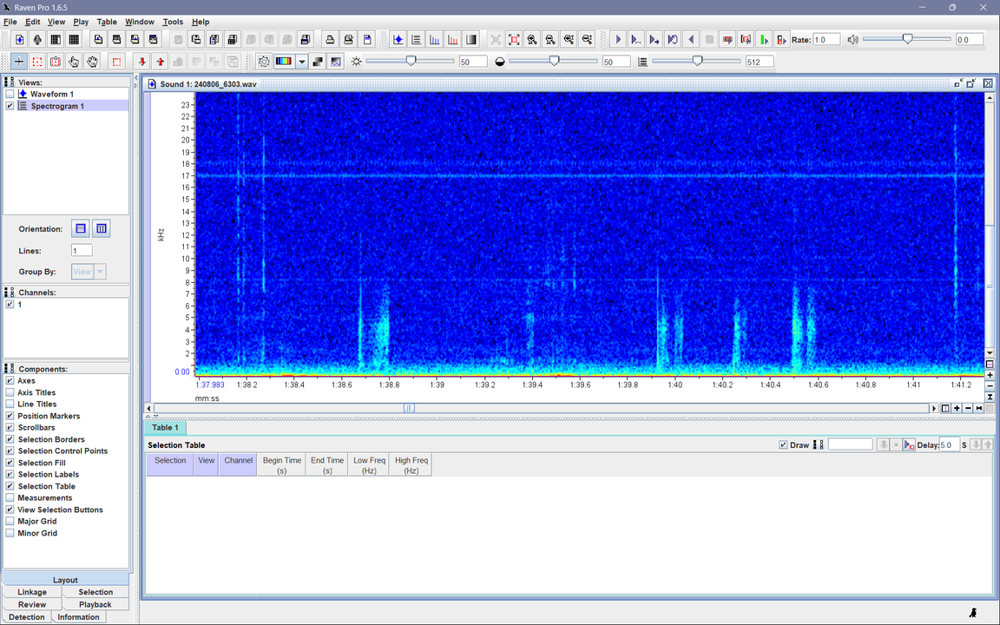 Raven Pro 1.6.5
File Edit View Play Table Window Tools Help
Rate: 1.0 0.0
50 50 512
Views:
Waveform 1
Spectrogram 1
Orientation:
Lines: 1
Group By: View
Channels:
1
Components:
Axes
Axis Titles
Line Titles
Position Markers
Scrollbars
Selection Borders
Selection Control Points
Selection Fill
Selection Labels
Selection Table
Measurements
View Selection Buttons
Major Grid
Minor Grid
Layout
Linkage Selection
Review Playback
Detection Information
Sound 1: 240806_6303.wav
23
22
21
20
19
18
17
16
15
14
13
12
11
10
9
8
7
6
5
4
3
2
0.00
kHz
1:37.983 1:38.2 1:38.4 1:38.6 1:38.8 1:39 1:39.2 1:39.4 1:39.6 1:39.8 1:40 1:40.2 1:40.4 1:40.6 1:40.8 1:41 1:41.2
mm:ss
Table 1
Selection Table Draw Delay: 5.0 S
Selection View Channel Begin Time End Time Low Freq High Freq
(s) (s) (Hz) (Hz)